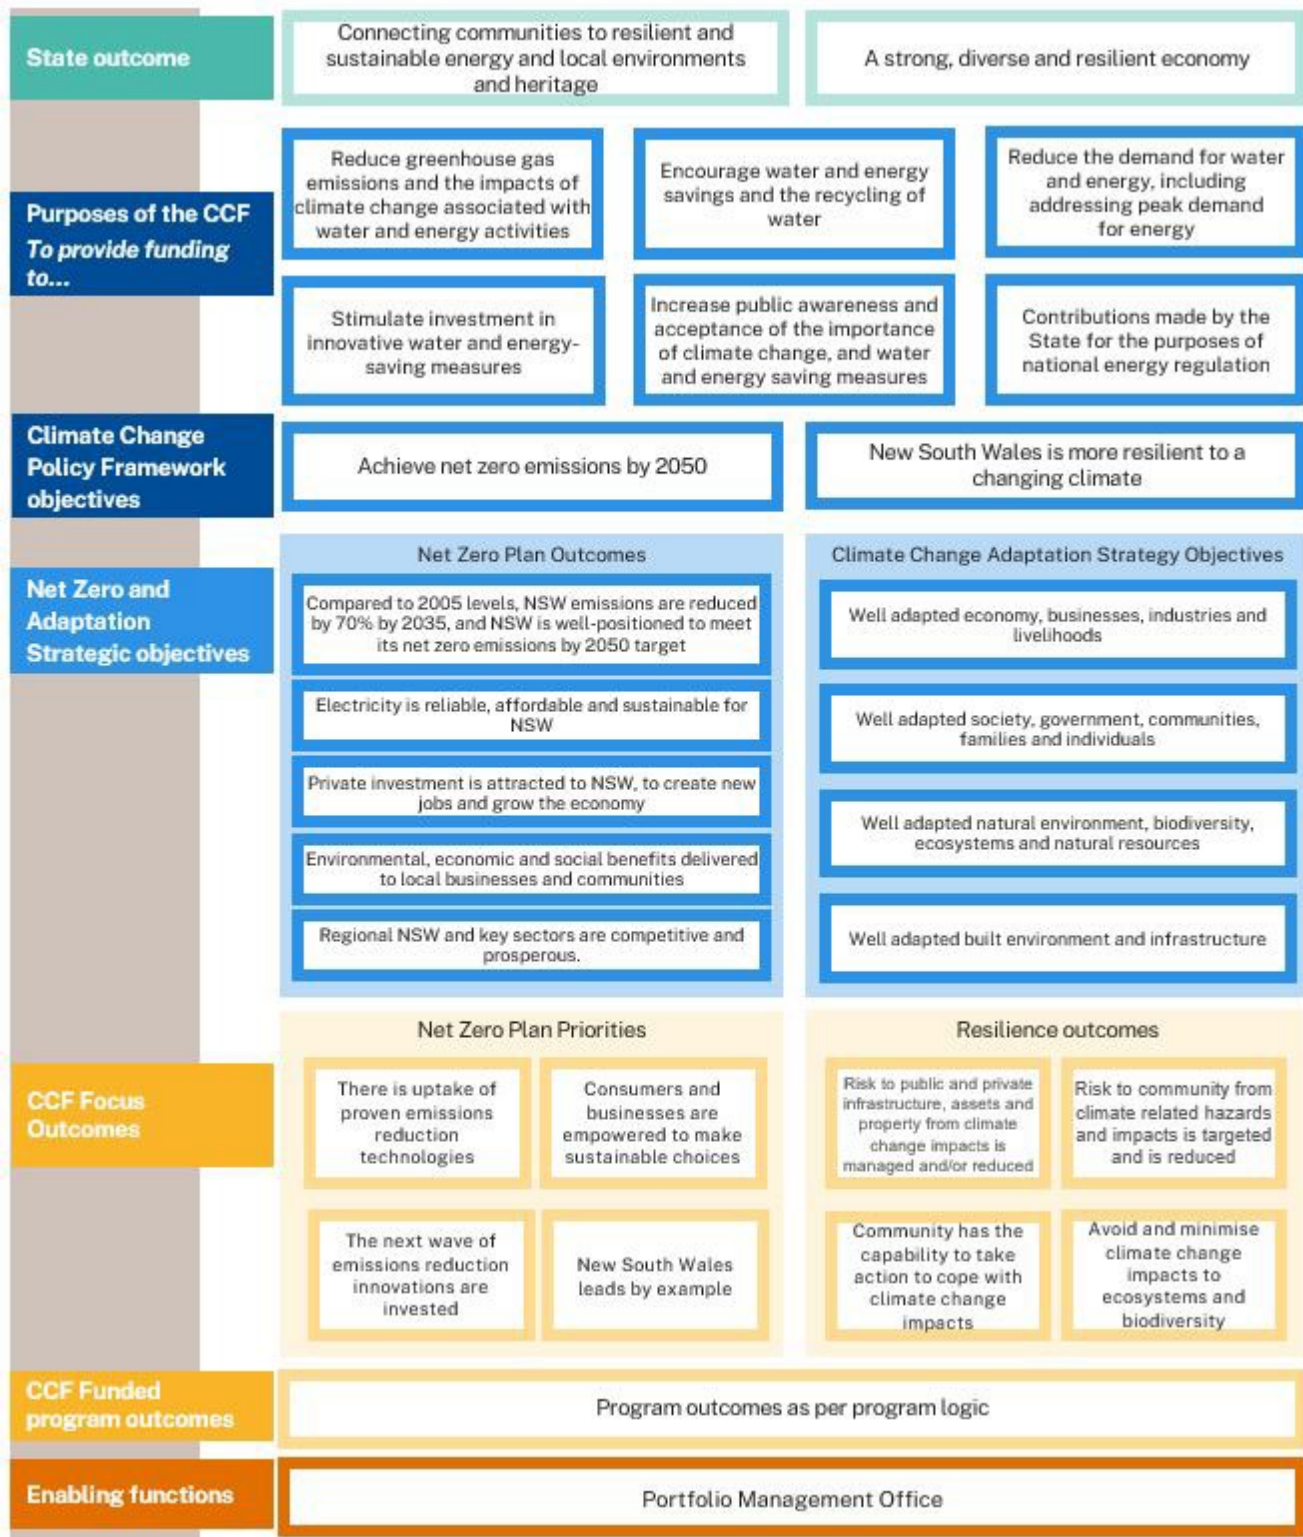 State outcome
Connecting communities to resilient and
sustainable energy and local environments
and heritage
A strong, diverse and resilient economy
Purposes of the CCF
To provide funding
to...
Reduce greenhouse gas
emissions and the impacts of
climate change associated with
water and energy activities
Encourage water and energy
savings and the recycling of
water
Reduce the demand for water
and energy, including
addressing peak demand
for energy
Stimulate investment in
innovative water and energy-
saving measures
Increase public awareness and
acceptance of the importance
of climate change, and water
and energy saving measures
Contributions made by the
State for the purposes of
national energy regulation
Climate Change
Policy Framework
objectives
Achieve net zero emissions by 2050
New South Wales is more resilient to a
changing climate
Net Zero and
Adaptation
Strategic objectives
Net Zero Plan Outcomes
Compared to 2005 levels, NSW emissions are reduced
by 70% by 2035, and NSW is well-positioned to meet
its net zero emissions by 2050 target
Electricity is reliable, affordable and sustainable for
NSW
Private investment is attracted to NSW, to create new
jobs and grow the economy
Environmental, economic and social benefits delivered
to local businesses and communities
Regional NSW and key sectors are competitive and
prosperous.
Climate Change Adaptation Strategy Objectives
Well adapted economy, businesses, industries and
livelihoods
Well adapted society, government, communities,
families and individuals
Well adapted natural environment, biodiversity,
ecosystems and natural resources
Well adapted built environment and infrastructure
CCF Focus
Outcomes
Net Zero Plan Priorities
There is uptake of
proven emissions
reduction
technologies
Consumers and
businesses are
empowered to make
sustainable choices
The next wave of
emissions reduction
innovations are
invested
New South Wales
leads by example
Resilience outcomes
Risk to public and private
infrastructure, assets and
property from climate
change impacts is
managed and/or reduced
Risk to community from
climate related hazards
and impacts is targeted
and is reduced
Community has the
capability to take
action to cope with
climate change
impacts
Avoid and minimise
climate change
impacts to
ecosystems and
biodiversity
CCF Funded
program outcomes
Program outcomes as per program logic
Enabling functions
Portfolio Management Office